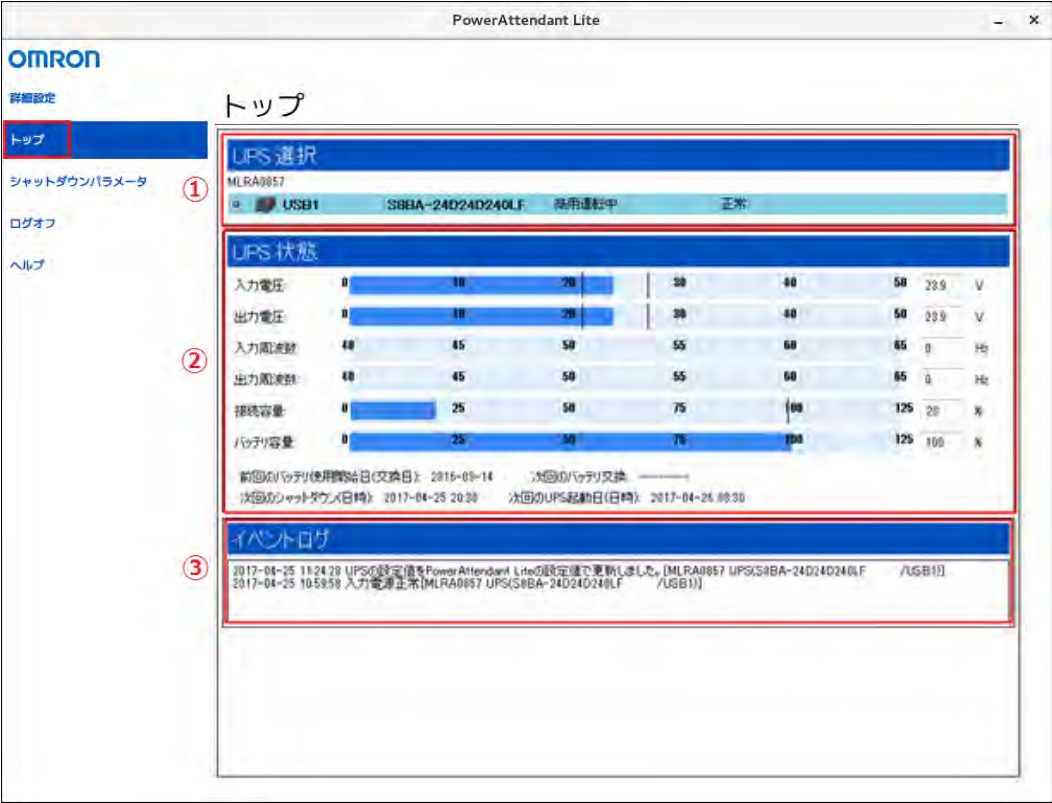 PowerAttendant Lite
OMRON
詳細設定
トップ
シャットダウンパラメータ
ログオフ
ヘルプ
トップ
①
UPS 選択
MLRA0857
USB1 S8BA-24D24D240LF 商用運転中 正常
②
UPS 状態
入力電圧: 0 10 20 30 40 50 23.9 V
出力電圧: 0 10 20 30 40 50 23.9 V
入力周波数: 40 45 50 55 60 65 0 Hz
出力周波数: 40 45 50 55 60 65 0 Hz
接続容量: 0 25 50 75 100 125 20 %
バッテリ容量: 0 25 50 75 100 125 100 %
前回のバッテリ使用開始日(交換日): 2016-09-14 次回のバッテリ交換: ----------
次回のシャットダウン(日時): 2017-04-25 20:30 次回のUPS起動日(日時): 2017-04-26 08:30
③
イベントログ
2017-04-25 11:24:28 UPSの設定値をPowerAttendant Liteの設定値で更新しました。[MLRA0857 UPS(S8BA-24D24D240LF /USB1)]
2017-04-25 10:59:58 入力電源正常[MLRA0857 UPS(S8BA-24D24D240LF /USB1)]